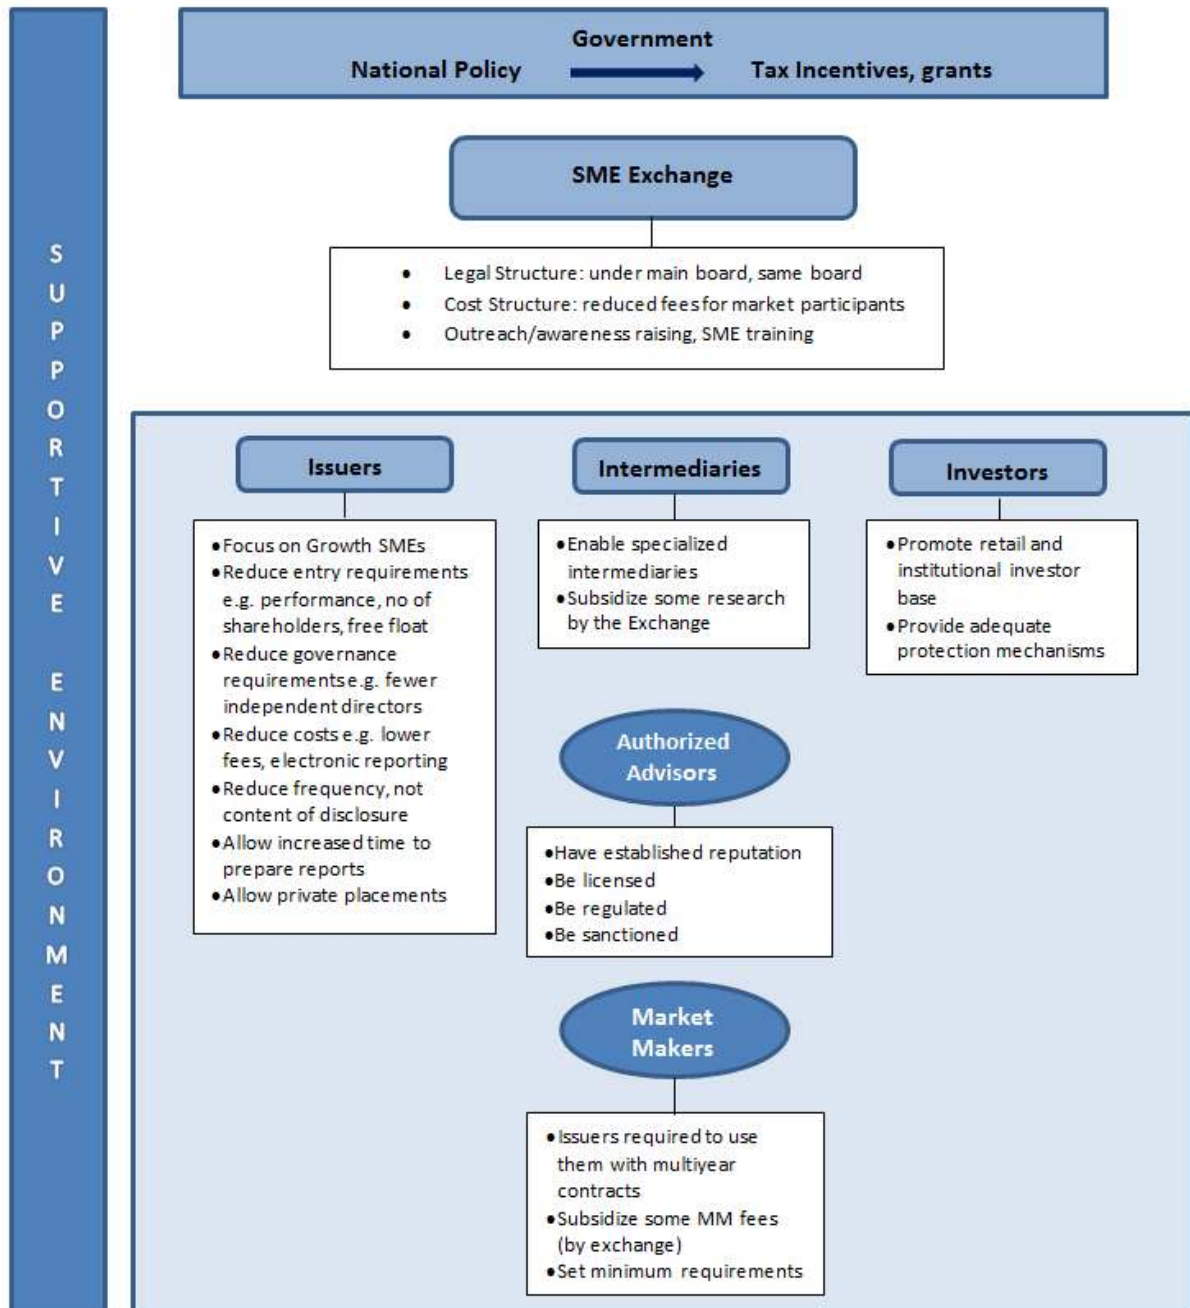 SUPPORTIVE ENVIRONMENT
Government
National Policy Tax Incentives, grants
SME Exchange
• Legal Structure: under main board, same board
• Cost Structure: reduced fees for market participants
• Outreach/awareness raising, SME training
Issuers
• Focus on Growth SMEs
• Reduce entry requirements
e.g. performance, no of
shareholders, free float
• Reduce governance
requirements e.g. fewer
independent directors
• Reduce costs e.g. lower
fees, electronic reporting
• Reduce frequency, not
content of disclosure
• Allow increased time to
prepare reports
• Allow private placements
Intermediaries
• Enable specialized
intermediaries
• Subsidize some research
by the Exchange
Authorized
Advisors
• Have established reputation
• Be licensed
• Be regulated
• Be sanctioned
Market
Makers
• Issuers required to use
them with multiyear
contracts
• Subsidize some MM fees
(by exchange)
• Set minimum requirements
Investors
• Promote retail and
institutional investor
base
• Provide adequate
protection mechanisms